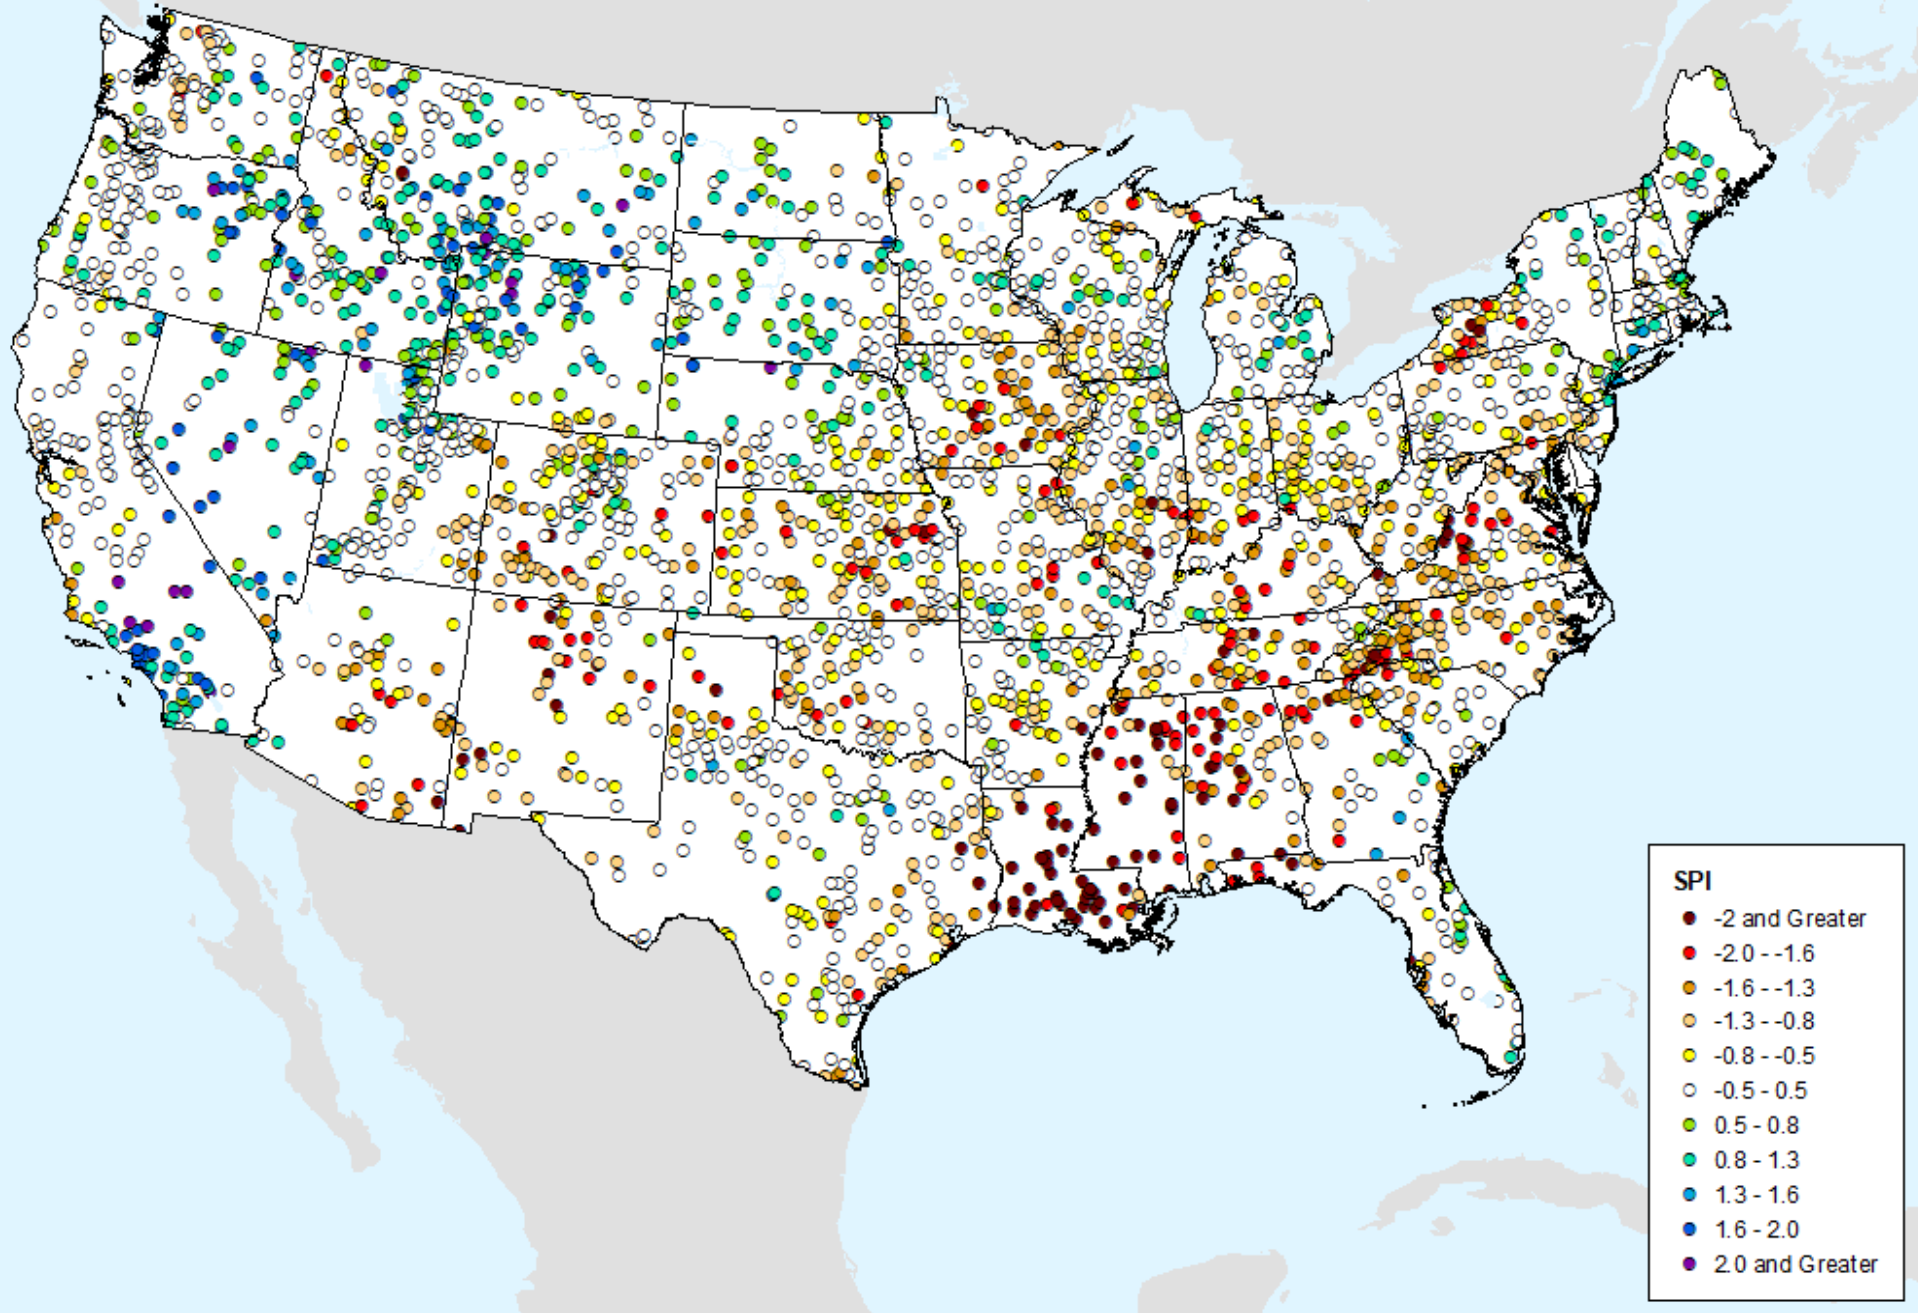 SPI
-2 and Greater
-2.0 - -1.6
-1.6 - -1.3
-1.3 - -0.8
-0.8 - -0.5
-0.5 - 0.5
0.5 - 0.8
0.8 - 1.3
1.3 - 1.6
1.6 - 2.0
2.0 and Greater